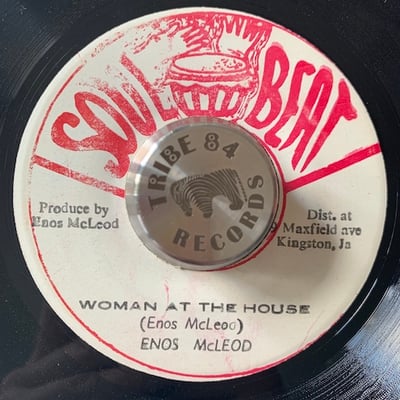 SOUL BEAT
TRIBE 84
RECORDS
Produce by
Enos McLeod
Dist. at
9 Maxfield ave
Kingston, Ja
WOMAN AT THE HOUSE
(Enos McLeod)
ENOS McLEOD